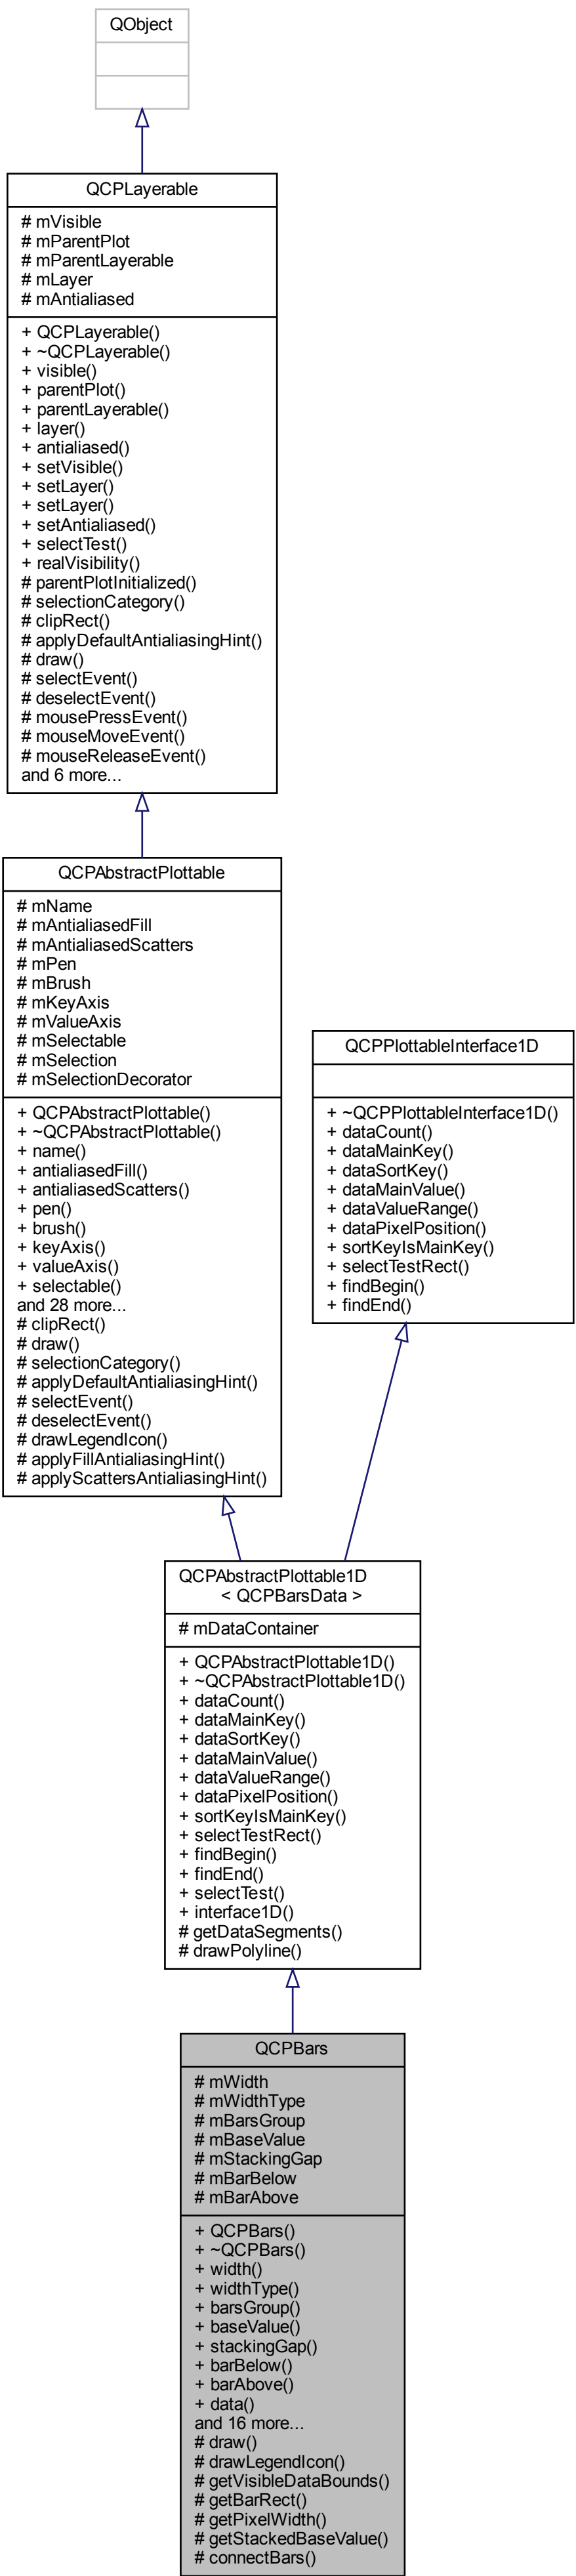 QObject
QCPLayerable
# mVisible
# mParentPlot
# mParentLayerable
# mLayer
# mAntialiased
+ QCPLayerable()
+ ~QCPLayerable()
+ visible()
+ parentPlot()
+ parentLayerable()
+ layer()
+ antialiased()
+ setVisible()
+ setLayer()
+ setLayer()
+ setAntialiased()
+ selectTest()
+ realVisibility()
# parentPlotInitialized()
# selectionCategory()
# clipRect()
# applyDefaultAntialiasingHint()
# draw()
# selectEvent()
# deselectEvent()
# mousePressEvent()
# mouseMoveEvent()
# mouseReleaseEvent()
and 6 more...
QCPAbstractPlottable
# mName
# mAntialiasedFill
# mAntialiasedScatters
# mPen
# mBrush
# mKeyAxis
# mValueAxis
# mSelectable
# mSelection
# mSelectionDecorator
+ QCPAbstractPlottable()
+ ~QCPAbstractPlottable()
+ name()
+ antialiasedFill()
+ antialiasedScatters()
+ pen()
+ brush()
+ keyAxis()
+ valueAxis()
+ selectable()
and 28 more...
# clipRect()
# draw()
# selectionCategory()
# applyDefaultAntialiasingHint()
# selectEvent()
# deselectEvent()
# drawLegendIcon()
# applyFillAntialiasingHint()
# applyScattersAntialiasingHint()
QCPPlottableInterface1D
+ ~QCPPlottableInterface1D()
+ dataCount()
+ dataMainKey()
+ dataSortKey()
+ dataMainValue()
+ dataValueRange()
+ dataPixelPosition()
+ sortKeyIsMainKey()
+ selectTestRect()
+ findBegin()
+ findEnd()
QCPAbstractPlottable1D
< QCPBarsData >
# mDataContainer
+ QCPAbstractPlottable1D()
+ ~QCPAbstractPlottable1D()
+ dataCount()
+ dataMainKey()
+ dataSortKey()
+ dataMainValue()
+ dataValueRange()
+ dataPixelPosition()
+ sortKeyIsMainKey()
+ selectTestRect()
+ findBegin()
+ findEnd()
+ selectTest()
+ interface1D()
# getDataSegments()
# drawPolyline()
QCPBars
# mWidth
# mWidthType
# mBarsGroup
# mBaseValue
# mStackingGap
# mBarBelow
# mBarAbove
+ QCPBars()
+ ~QCPBars()
+ width()
+ widthType()
+ barsGroup()
+ baseValue()
+ stackingGap()
+ barBelow()
+ barAbove()
+ data()
and 16 more...
# draw()
# drawLegendIcon()
# getVisibleDataBounds()
# getBarRect()
# getPixelWidth()
# getStackedBaseValue()
# connectBars()